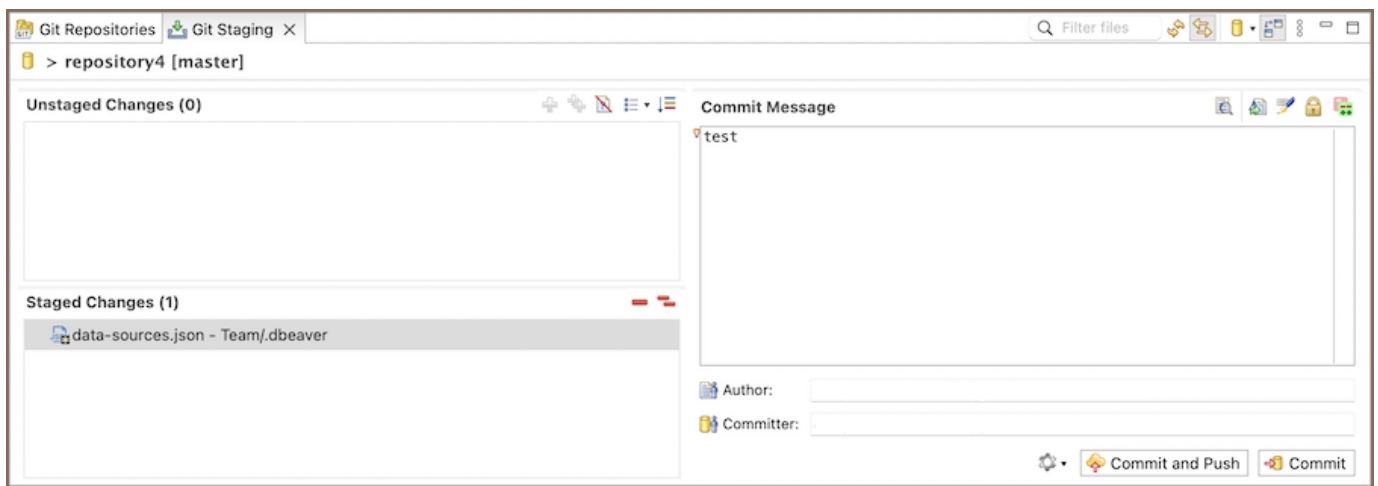 Git Repositories Git Staging
Filter files
> repository4 [master]
Unstaged Changes (0)
Staged Changes (1)
data-sources.json - Team/.dbeaver
Commit Message
test
Author:
Committer:
Commit and Push Commit